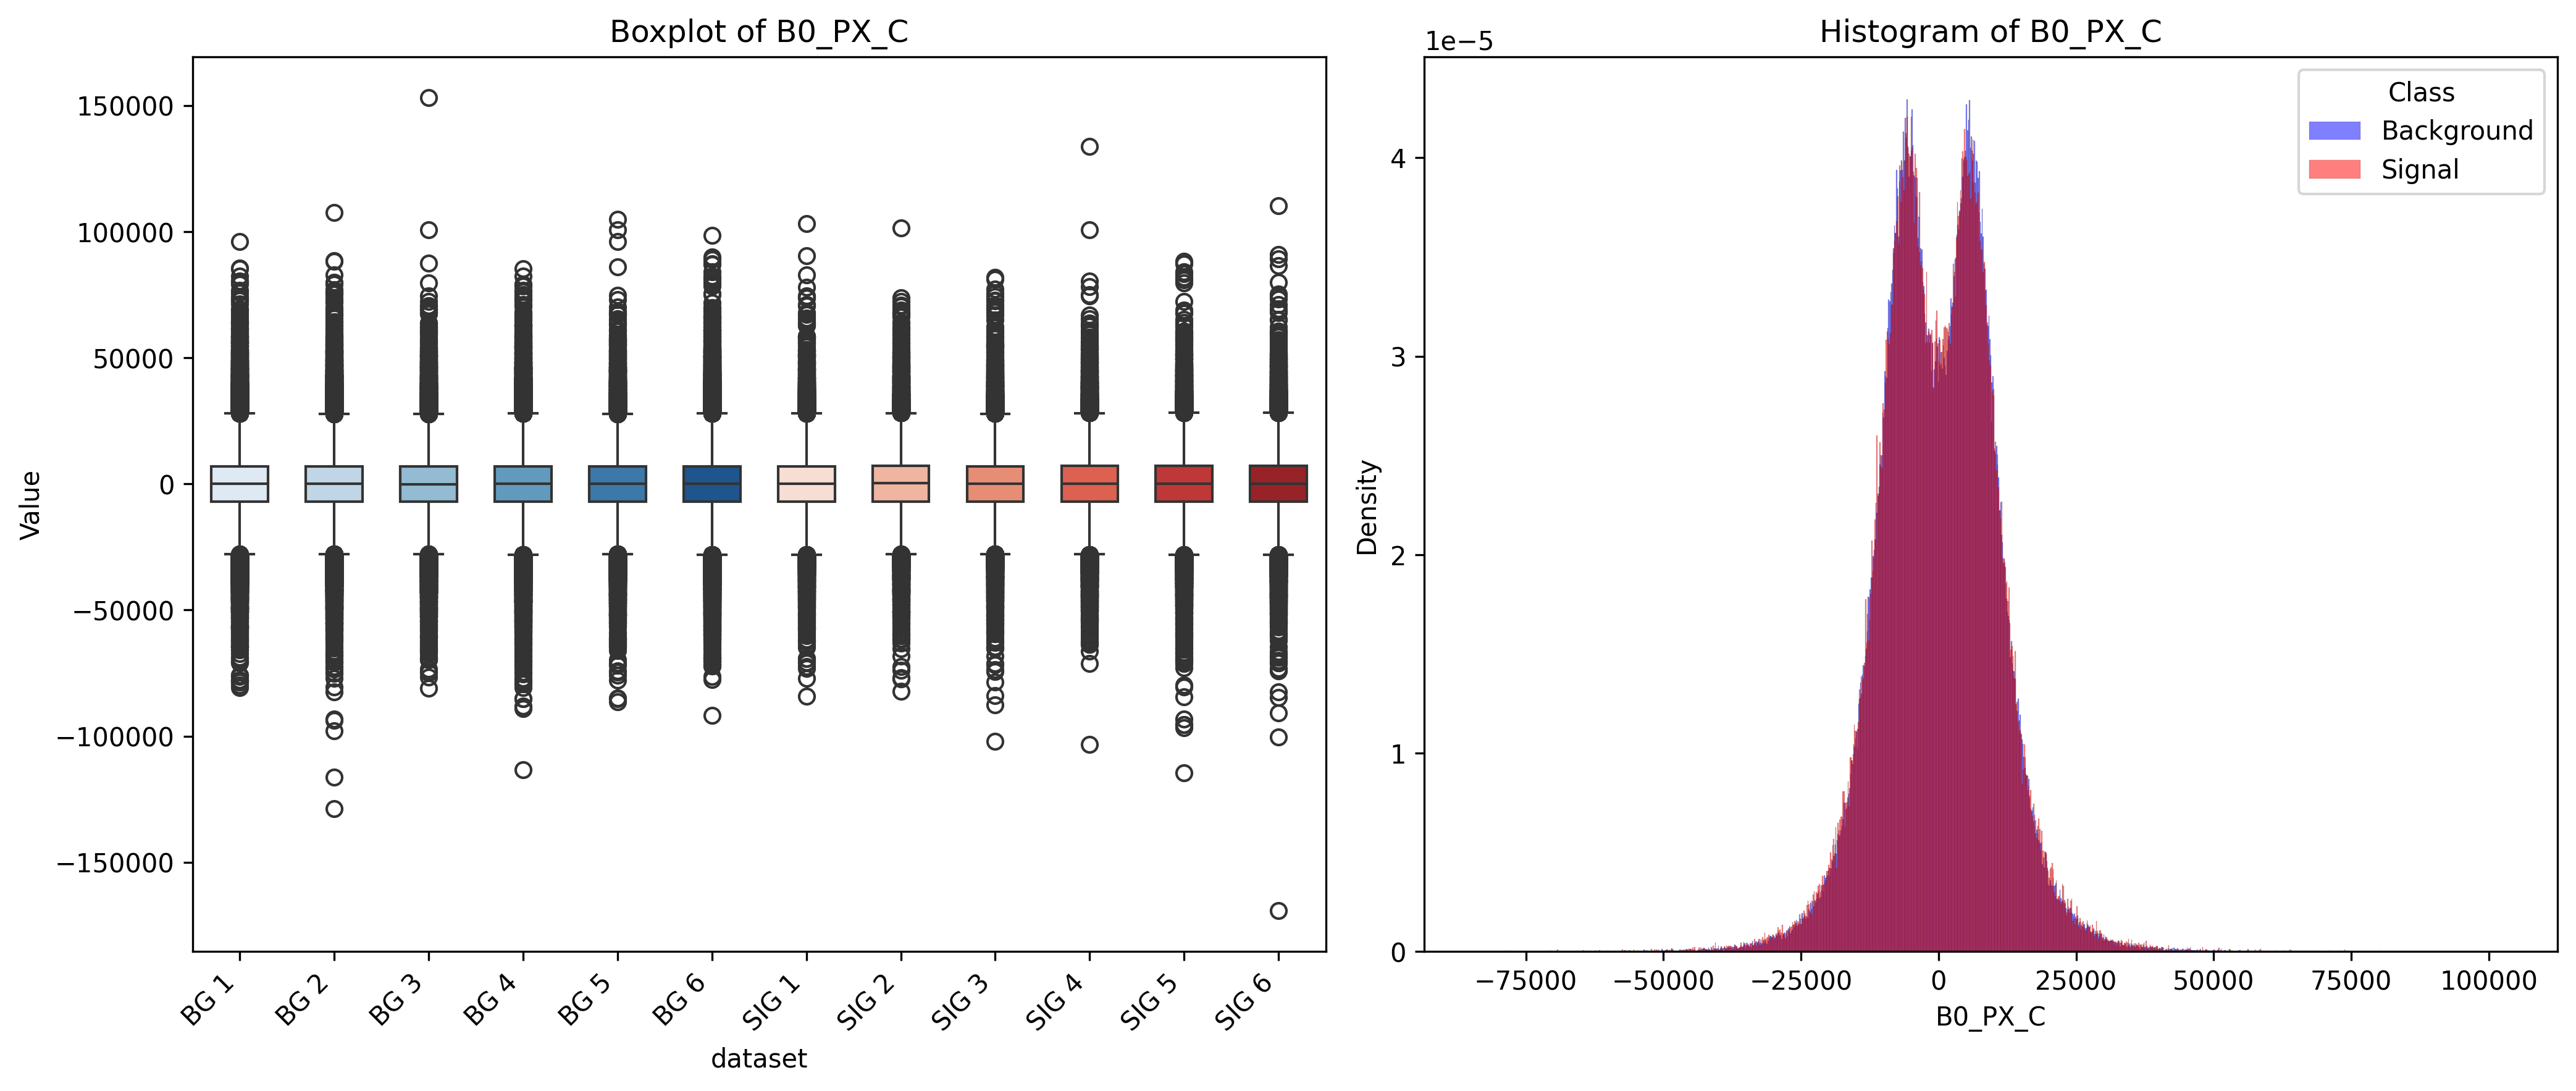 Boxplot of B0_PX_C
Value
150000
100000
50000
0
−50000
−100000
−150000
BG 1
BG 2
BG 3
BG 4
BG 5
BG 6
SIG 1
SIG 2
SIG 3
SIG 4
SIG 5
SIG 6
dataset
Histogram of B0_PX_C
1e−5
Class
Background
Signal
Density
4
3
2
1
0
−75000
−50000
−25000
0
25000
50000
75000
100000
B0_PX_C